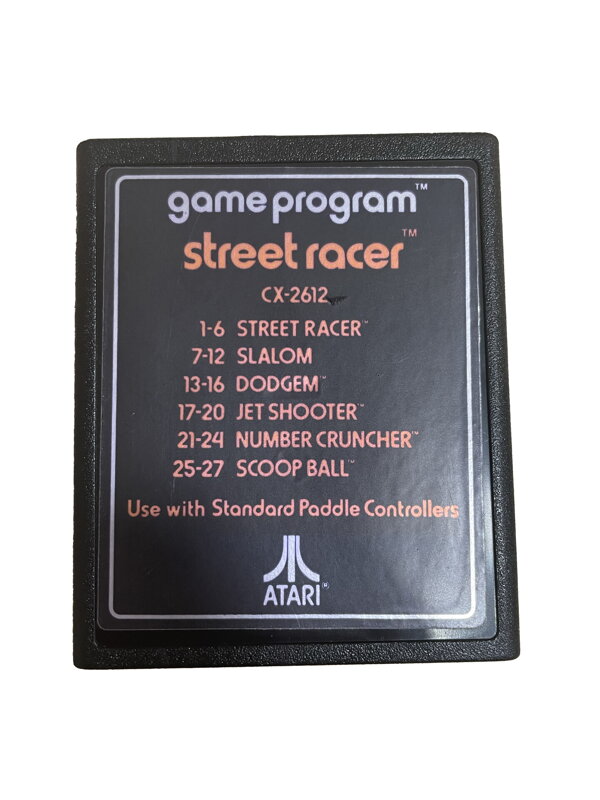 game program™
street racer™
CX-2612
1-6 STREET RACER™
7-12 SLALOM
13-16 DODGEM™
17-20 JET SHOOTER™
21-24 NUMBER CRUNCHER™
25-27 SCOOP BALL™
Use with Standard Paddle Controllers
ATARI®